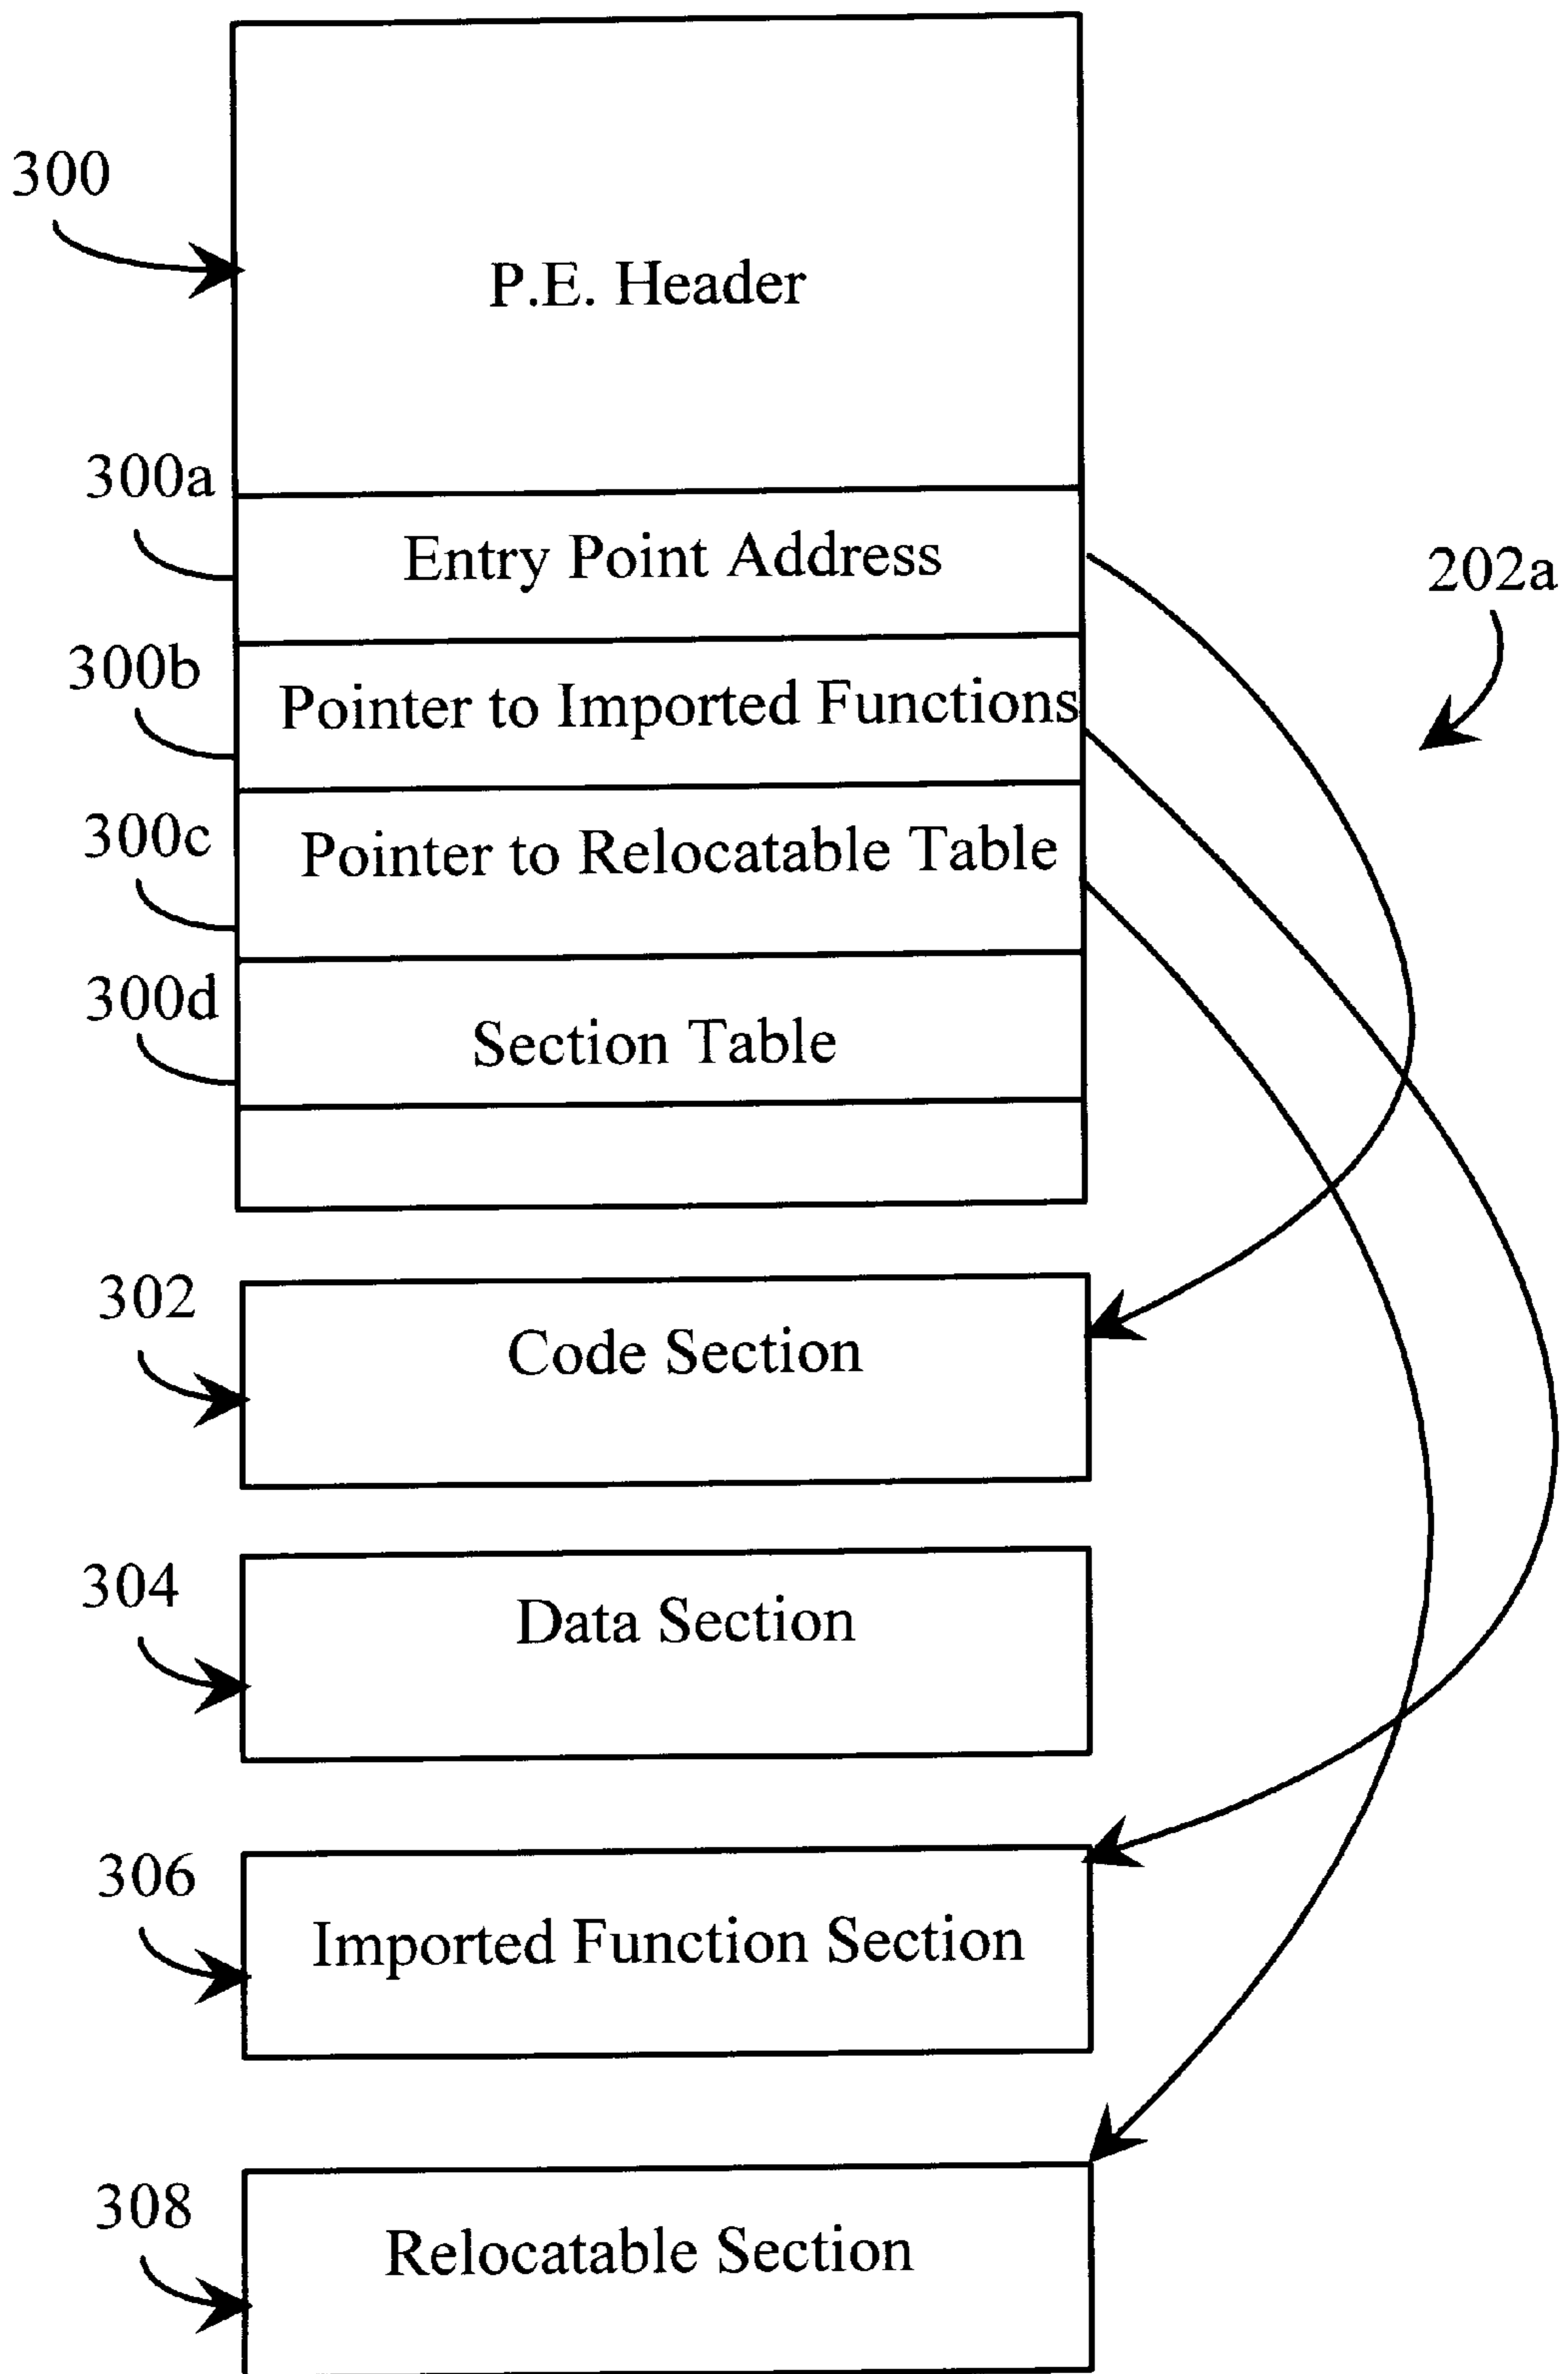 300
P.E. Header
300a
Entry Point Address
202a
300b
Pointer to Imported Functions
300c
Pointer to Relocatable Table
300d
Section Table
302
Code Section
304
Data Section
306
Imported Function Section
308
Relocatable Section